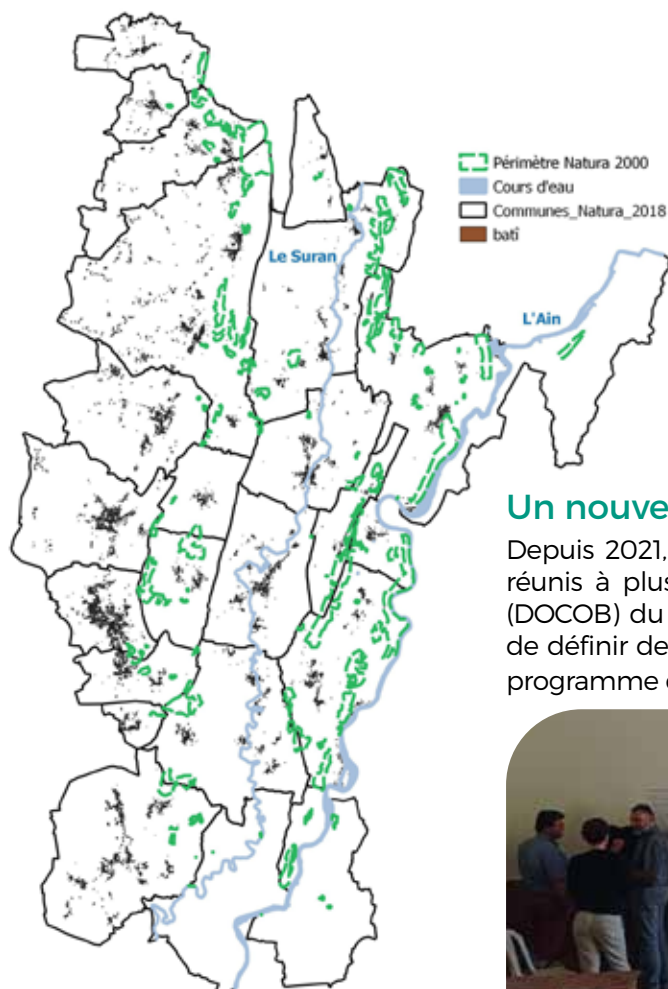 Périmètre Natura 2000
Cours d'eau
Communes_Natura_2018
batî
Le Suran
L'Ain
Un nouve
Depuis 2021,
réunis à plus
(DOCOB) du
de définir de
programme